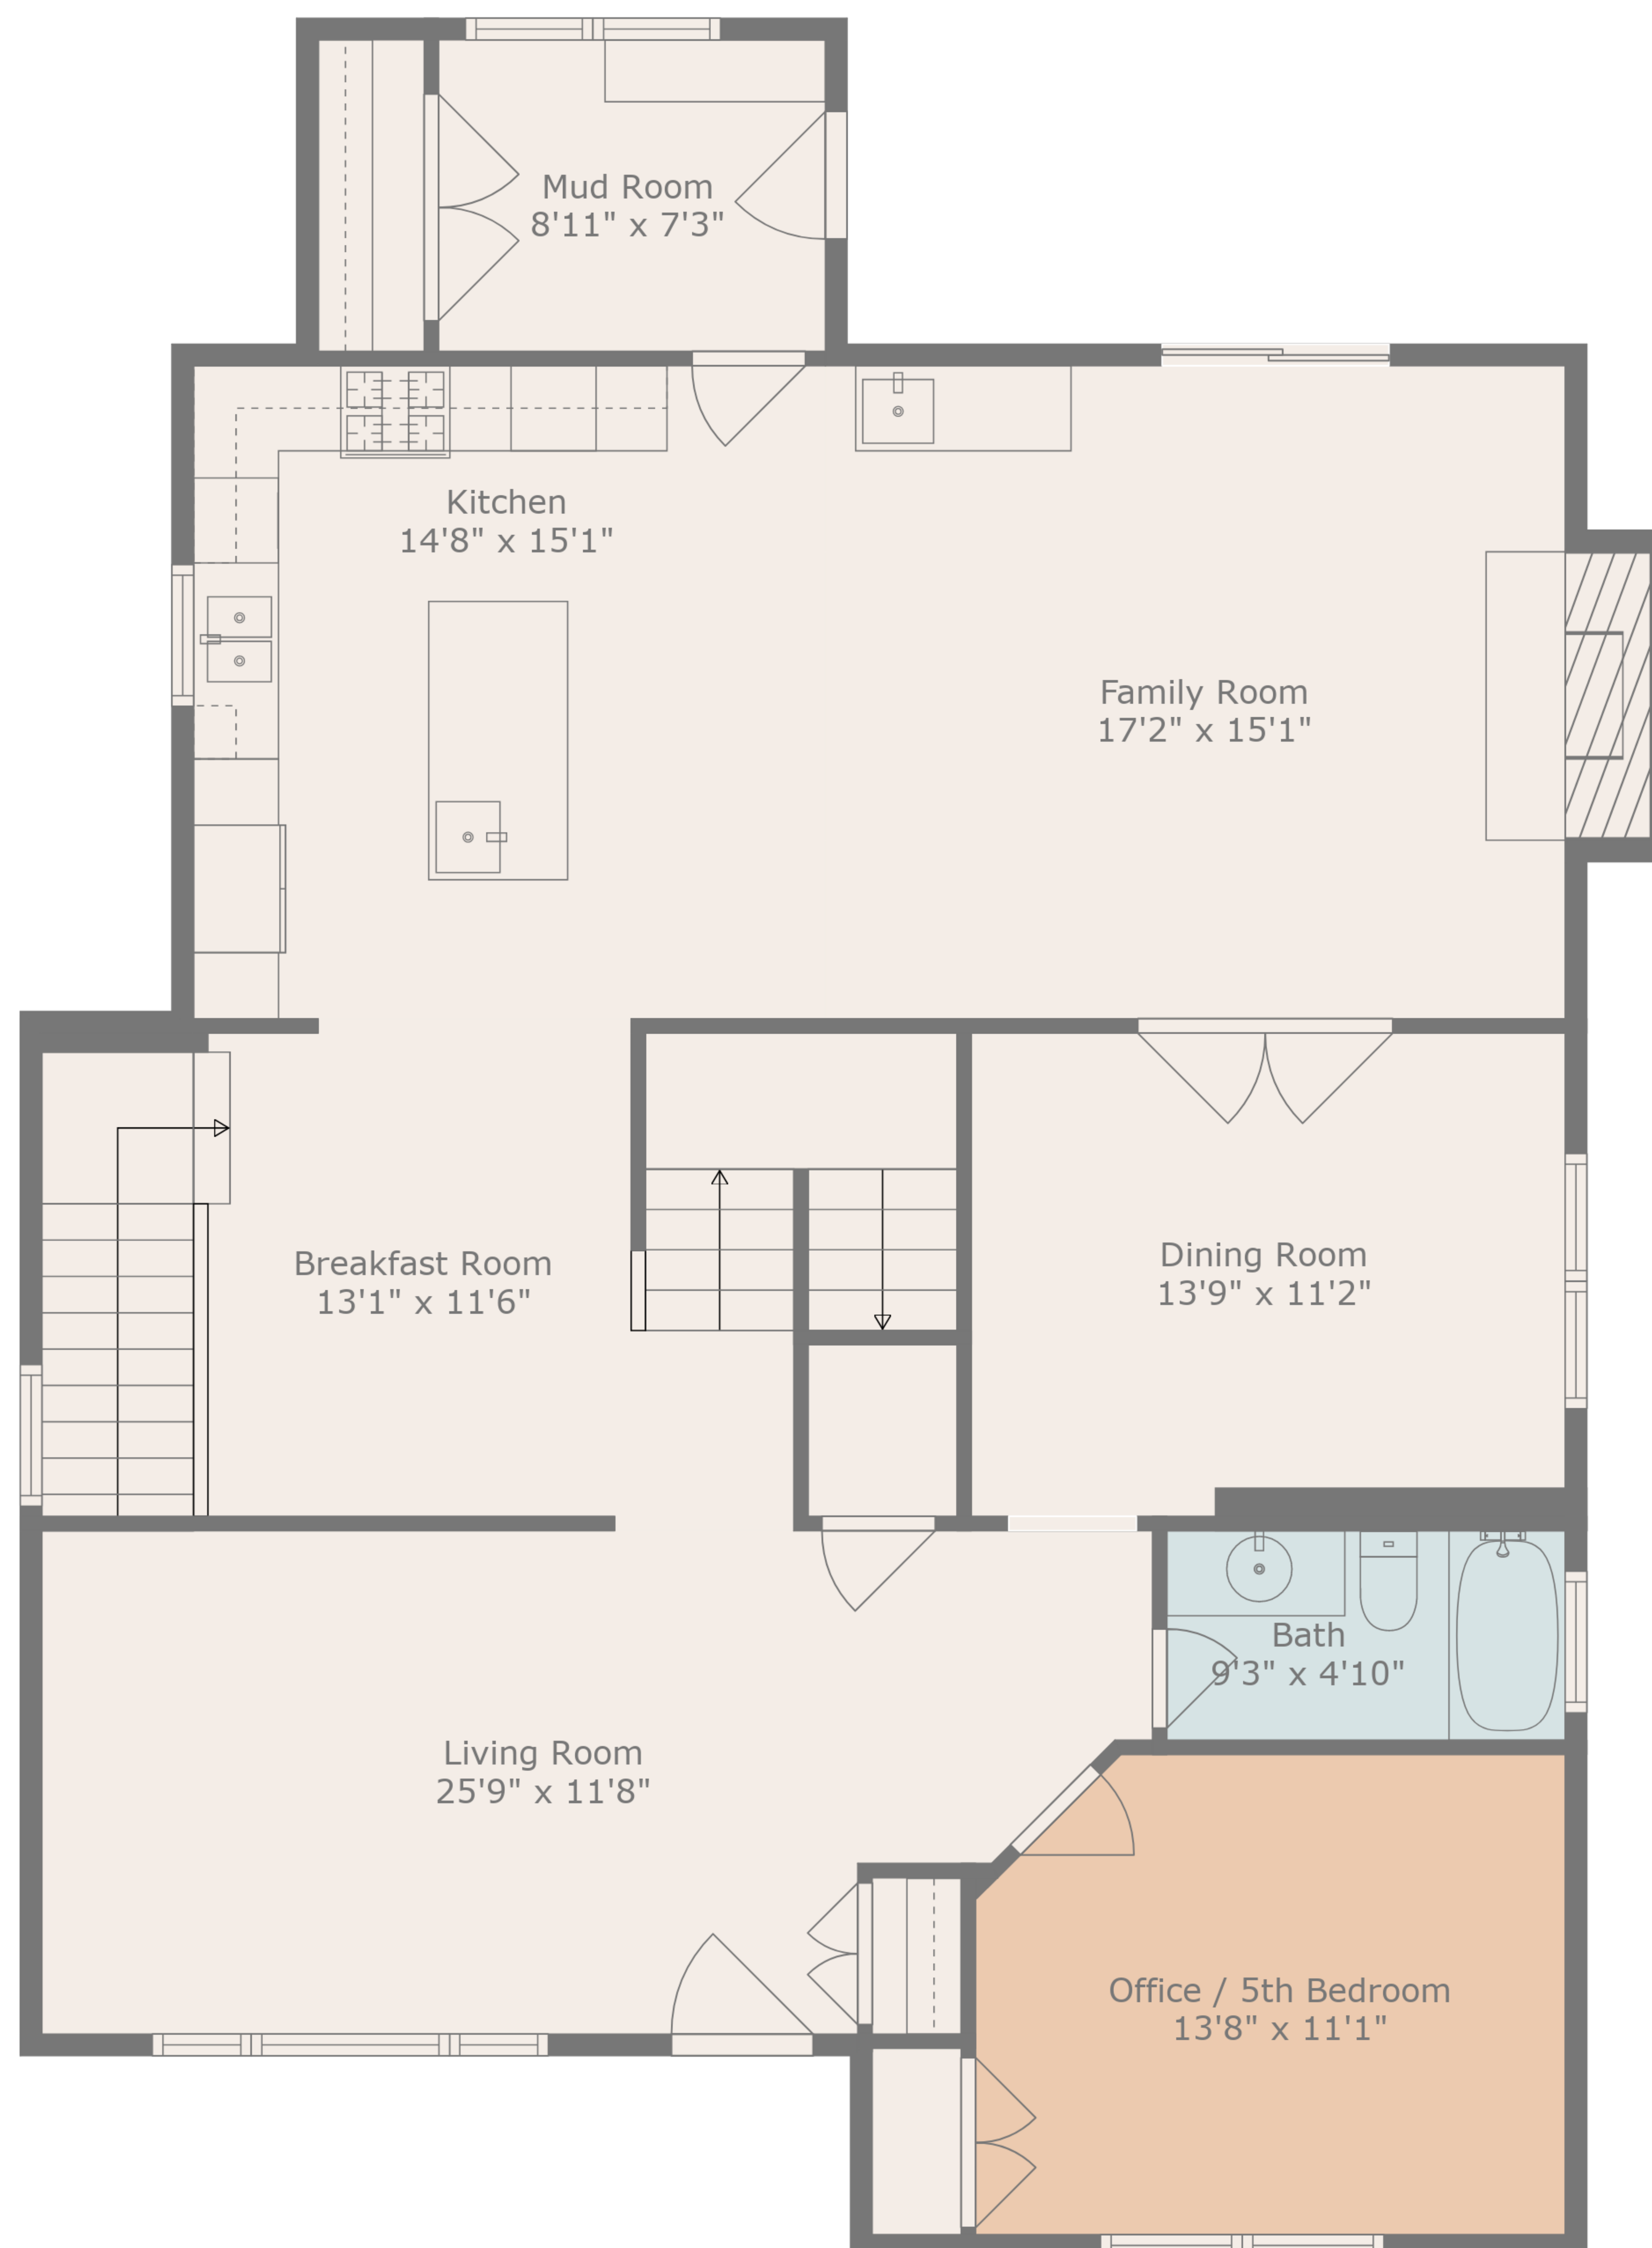 Mud Room
8'11" x 7'3"
Kitchen
14'8" x 15'1"
Family Room
17'2" x 15'1"
Breakfast Room
13'1" x 11'6"
Dining Room
13'9" x 11'2"
Bath
9'3" x 4'10"
Living Room
25'9" x 11'8"
Office / 5th Bedroom
13'8" x 11'1"